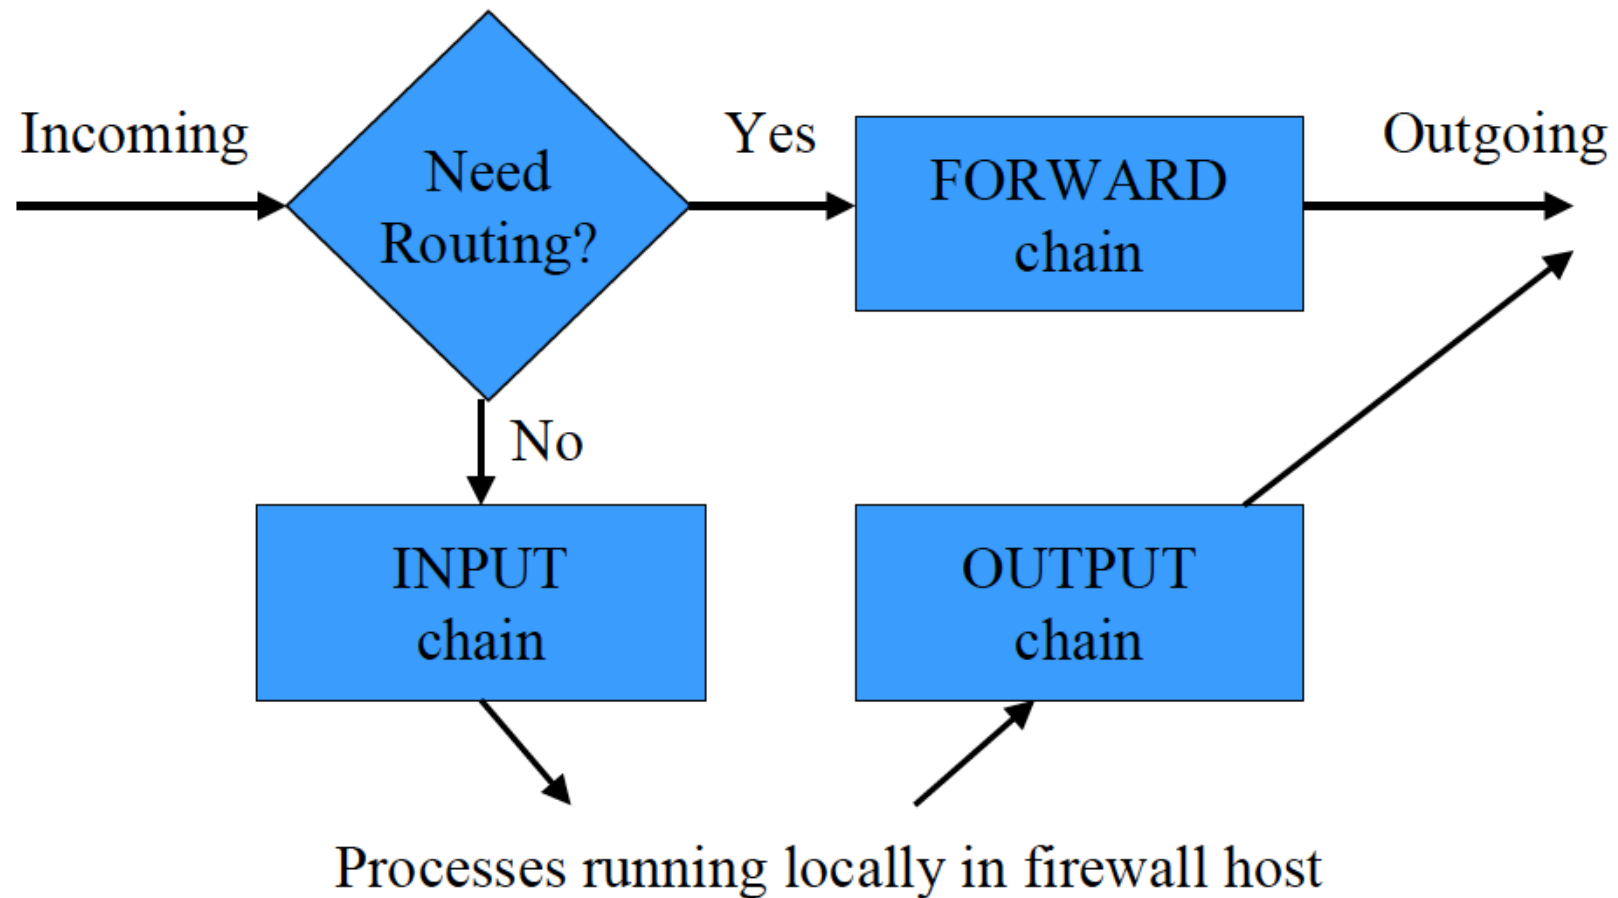 Incoming
Need
Routing?
Yes
FORWARD
chain
Outgoing
No
INPUT
chain
OUTPUT
chain
Processes running locally in firewall host